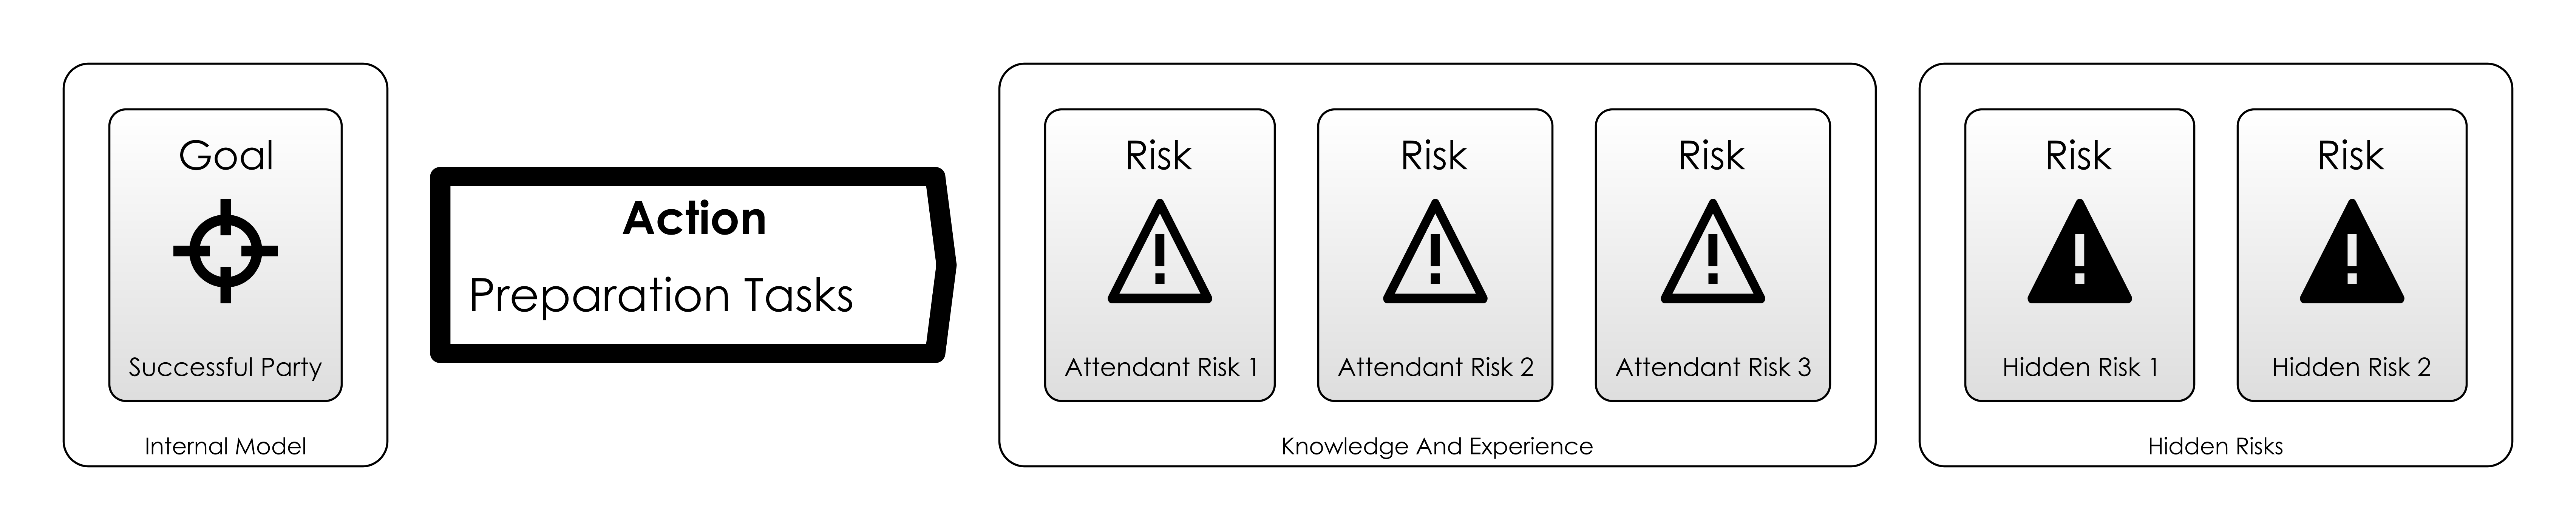 Goal
Successful Party
Internal Model
Action
Preparation Tasks
Risk
Attendant Risk 1
Risk
Attendant Risk 2
Risk
Attendant Risk 3
Knowledge And Experience
Risk
Hidden Risk 1
Risk
Hidden Risk 2
Hidden Risks